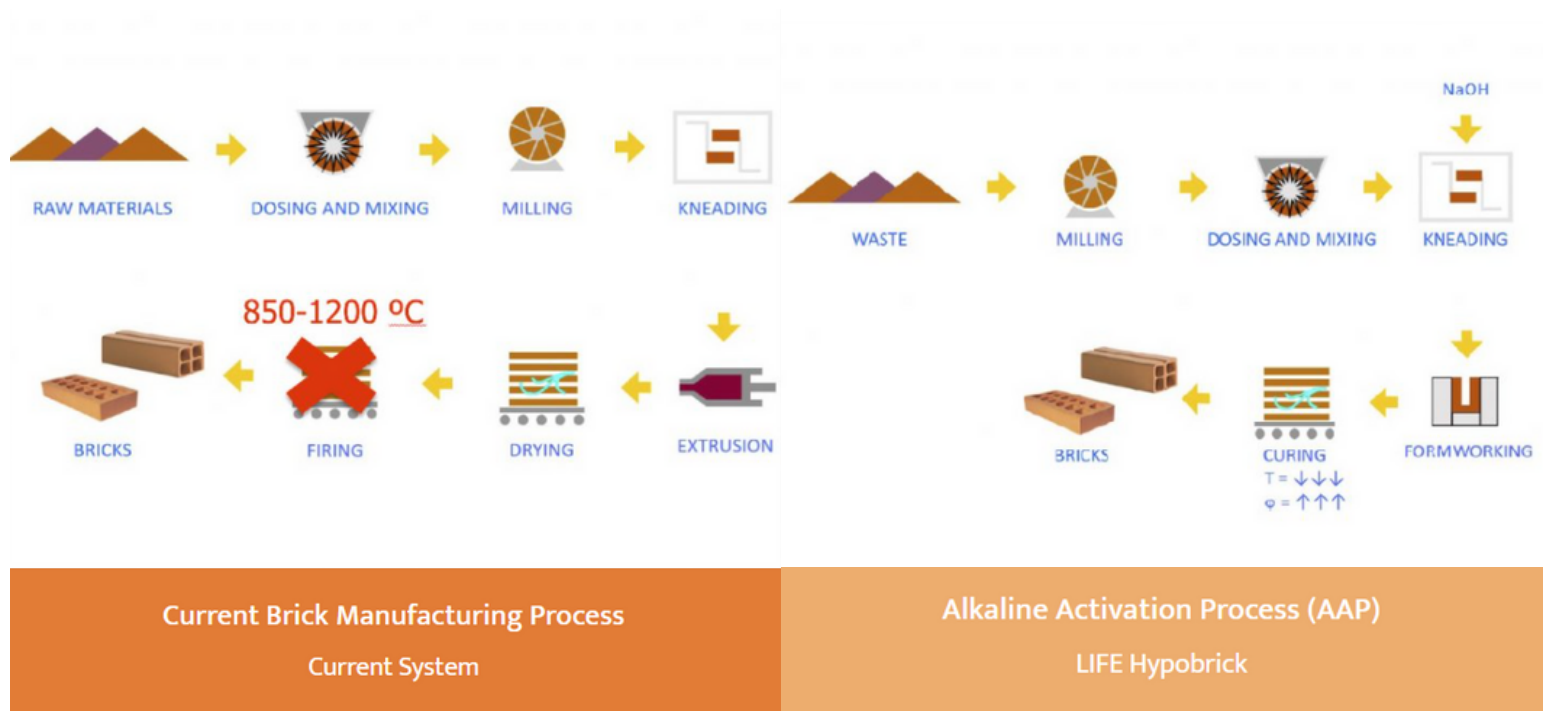 RAW MATERIALS
DOSING AND MIXING
MILLING
KNEADING
850-1200 ºC
BRICKS
FIRING
DRYING
EXTRUSION
Current Brick Manufacturing Process
Current System
NaOH
WASTE
MILLING
DOSING AND MIXING
KNEADING
BRICKS
CURING
T = ↓↓↓
φ = ↑↑↑
FORMWORKING
Alkaline Activation Process (AAP)
LIFE Hypobrick